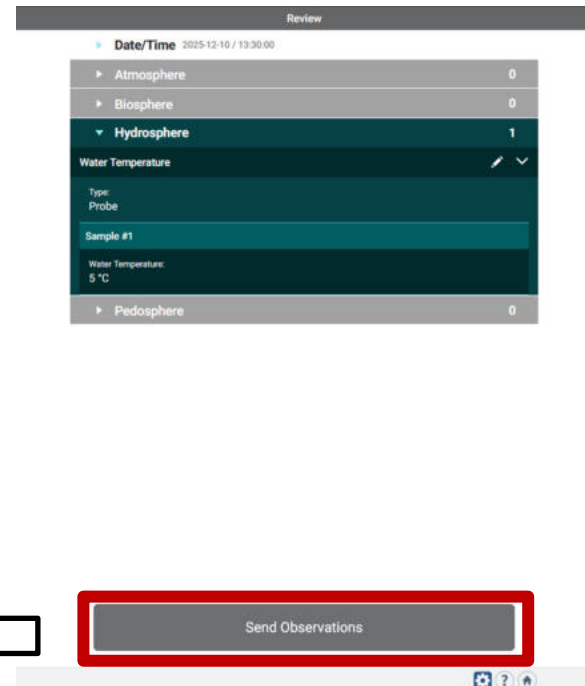 Review
Date/Time 2025-12-10 / 13:30:00
Atmosphere 0
Biosphere 0
Hydrosphere 1
Water Temperature
Type:
Probe
Sample #1
Water Temperature:
5 °C
Pedosphere 0
Send Observations
?